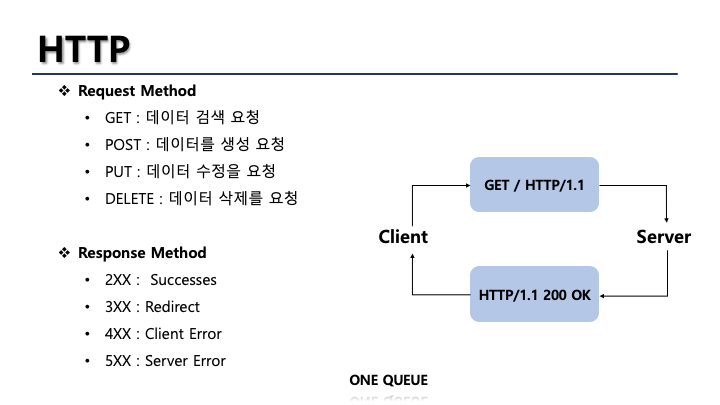 HTTP
❖ Request Method
• GET : 데이터 검색 요청
• POST : 데이터를 생성 요청
• PUT : 데이터 수정을 요청
• DELETE : 데이터 삭제를 요청
❖ Response Method
• 2XX : Successes
• 3XX : Redirect
• 4XX : Client Error
• 5XX : Server Error
GET / HTTP/1.1
Client
Server
HTTP/1.1 200 OK
ONE QUEUE